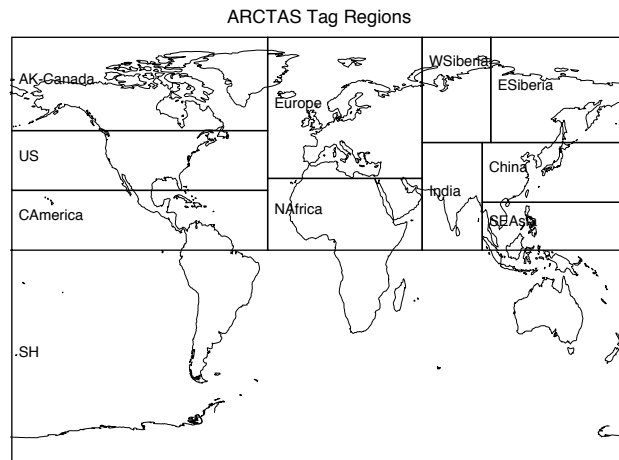 ARCTAS Tag Regions
AK-Canada
WSiberia
ESiberia
Europe
US
China
India
CAmerica
NAfrica
SEAsia
SH